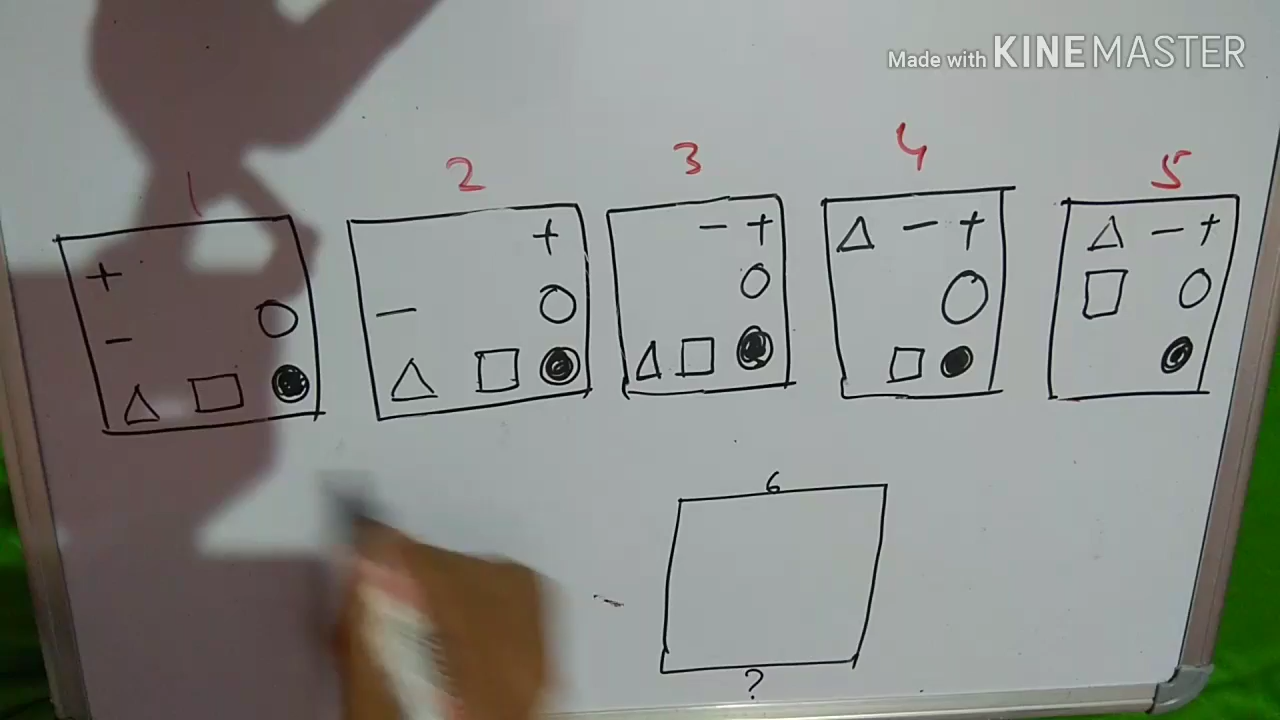 Made with KINEMASTER
1 2 3 4 5
+ + - + - + - +
-
-
6
?